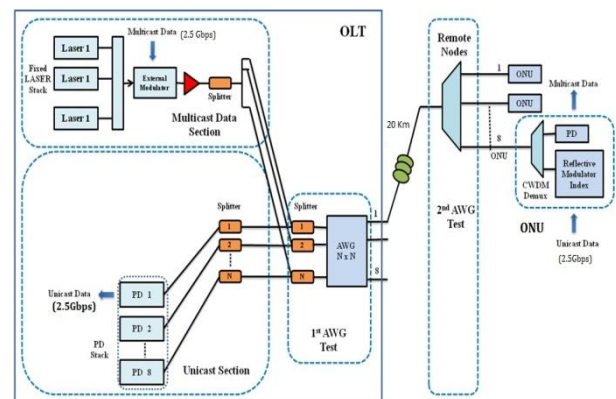 OLT
Multicast Data (2.5 Gbps)
Laser 1
Fixed
LASER
Stack
Laser 1
Laser 1
External
Modulator
Splitter
Multicast Data
Section
Splitter
Splitter
1
2
N
1
2
N
AWG
N x N
1
8
1st AWG
Test
Unicast Data
(2.5Gbps)
PD 1
PD 2
PD 8
PD
Stack
Unicast Section
20 Km
Remote
Nodes
1
ONU
ONU
8
ONU
2nd AWG
Test
Multicast Data
PD
CWDM
Demux
Reflective
Modulator
Index
ONU
Unicast Data
(2.5Gbps)